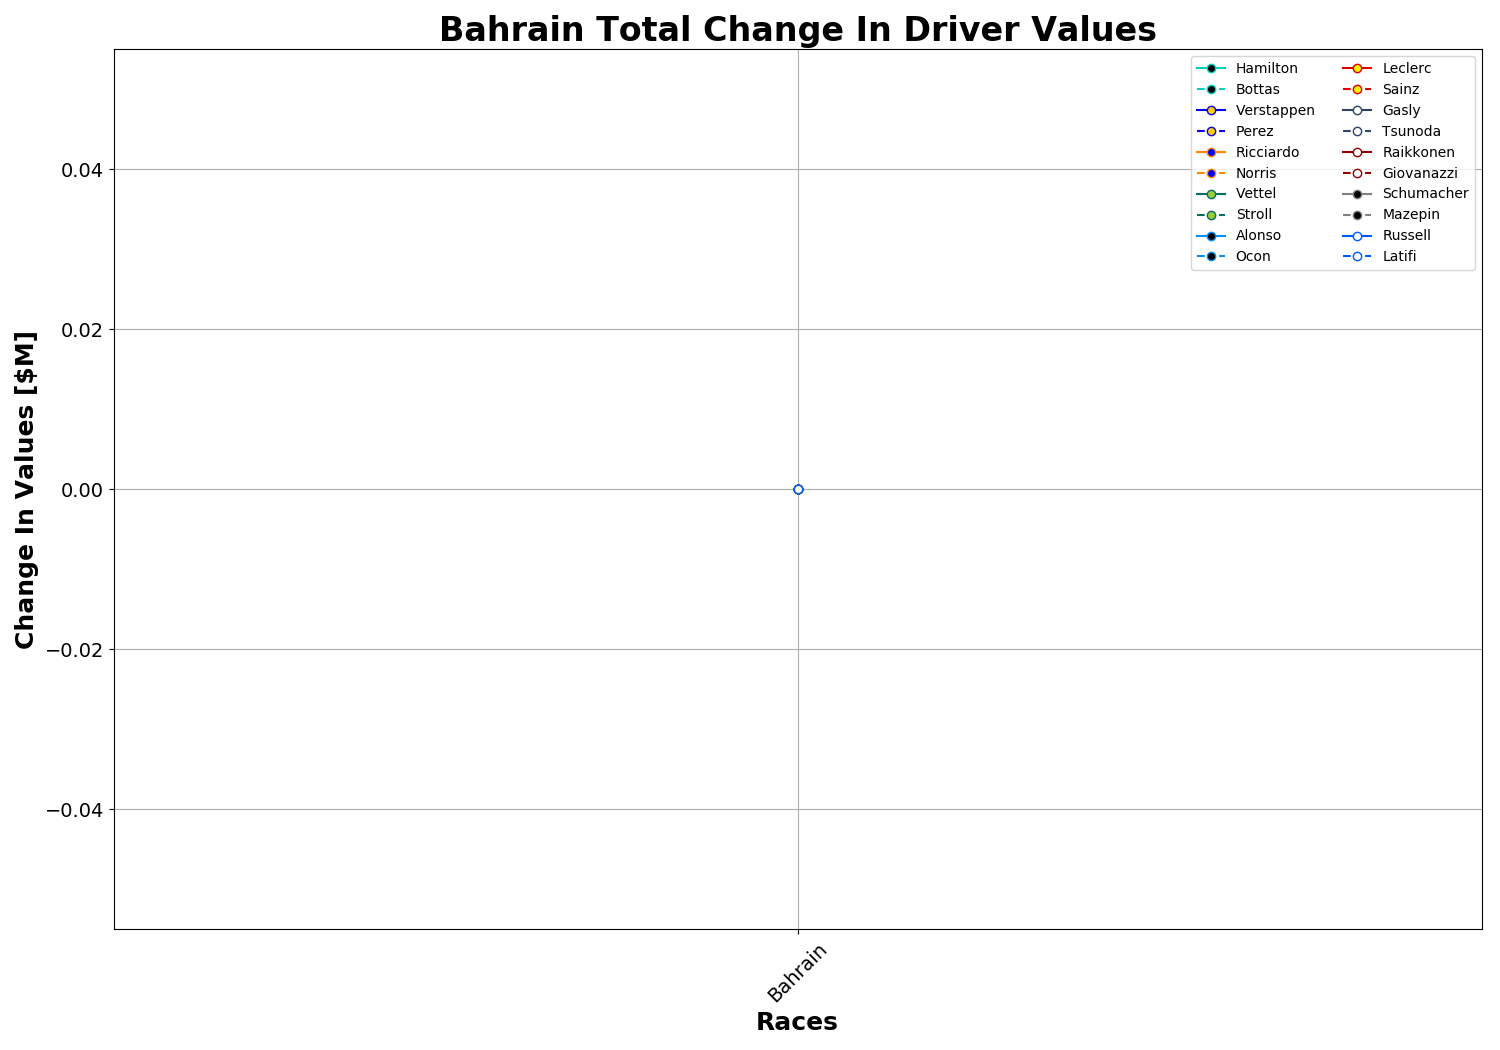 Bahrain Total Change In Driver Values
Hamilton
Bottas
Verstappen
Perez
Ricciardo
Norris
Vettel
Stroll
Alonso
Ocon
Leclerc
Sainz
Gasly
Tsunoda
Raikkonen
Giovanazzi
Schumacher
Mazepin
Russell
Latifi
Change In Values [$M]
0.04
0.02
0.00
−0.02
−0.04
Bahrain
Races